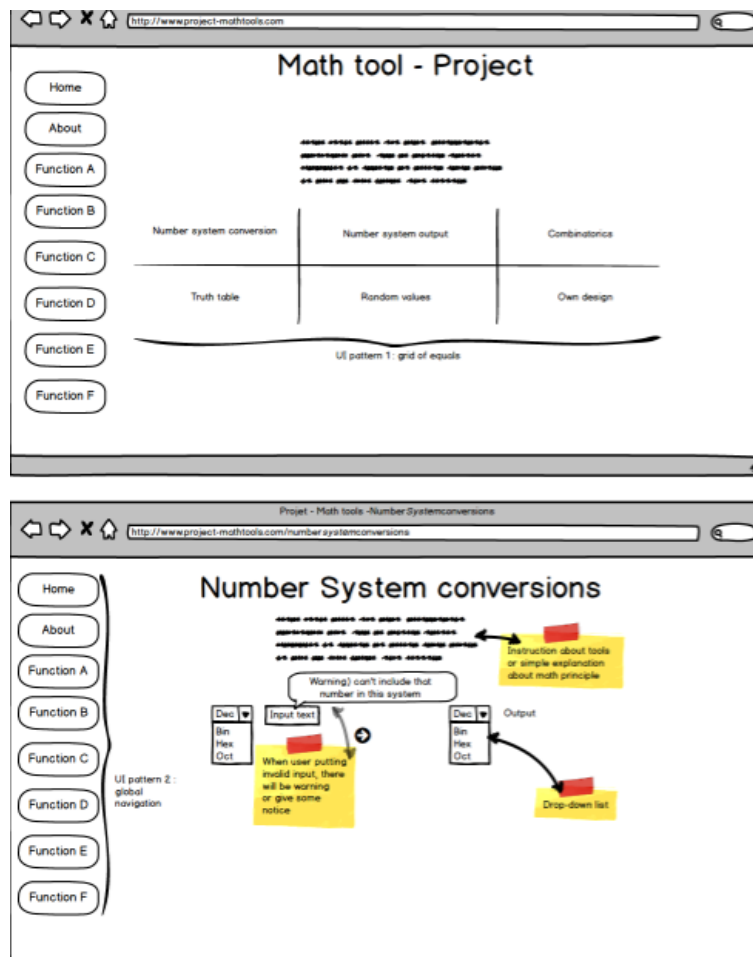 http://www.project-mathtools.com
Math tool - Project
Home
About
Function A
Function B
Function C
Function D
Function E
Function F
Number system conversion
Number system output
Combinatorics
Truth table
Random values
Own design
UI pattern 1 : grid of equals
Projet - Math tools -Number Systemconversions
http://www.project-mathtools.com/numbersystemconversions
Number System conversions
Home
About
Function A
Function B
Function C
Function D
Function E
Function F
UI pattern 2 :
global
navigation
Instruction about tools
or simple explanation
about math principle
Warning) can't include that
number in this system
Dec
Bin
Hex
Oct
Input text
When user putting
invalid input, there
will be warning
or give some
notice
Dec
Bin
Hex
Oct
Output
Drop-down list